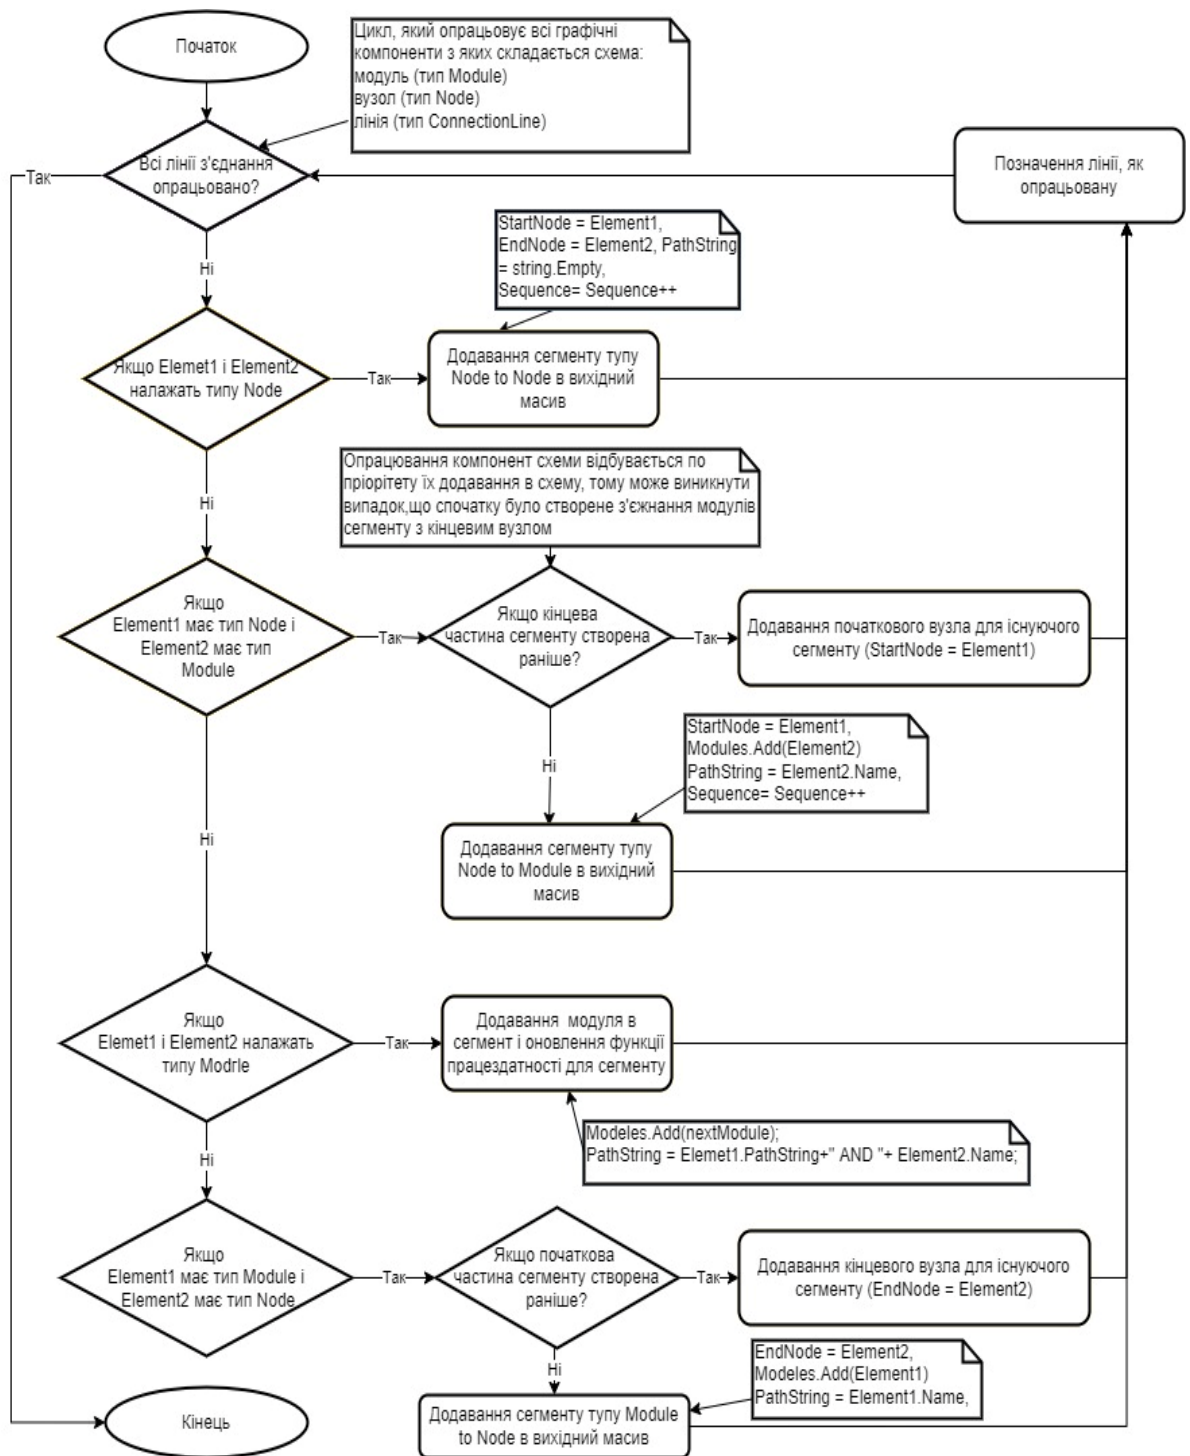 Початок
Цикл, який опрацьовує всі графічні
компоненти з яких складається схема:
модуль (тип Module)
вузол (тип Node)
лінія (тип ConnectionLine)
Всі лінії з'єднання
опрацьовано?
Так
Позначення лінії, як
опрацьовану
Ні
StartNode = Element1,
EndNode = Element2, PathString
= string.Empty,
Sequence= Sequence++
Якщо Elemet1 і Element2
налажать типу Node
Так
Додавання сегменту тупу
Node to Node в вихідний
масив
Ні
Опрацювання компонент схеми відбувається по
пріорітету їх додавання в схему, тому може виникнути
випадок,що спочатку було створене з'єжнання модулів
сегменту з кінцевим вузлом
Якщо
Element1 має тип Node і
Element2 має тип
Module
Так
Якщо кінцева
частина сегменту створена
раніше?
Так
Додавання початкового вузла для існуючого
сегменту (StartNode = Element1)
Ні
StartNode = Element1,
Modules.Add(Element2)
PathString = Element2.Name,
Sequence= Sequence++
Додавання сегменту тупу
Node to Module в вихідний
масив
Ні
Якщо
Elemet1 і Element2 налажать
типу Modrle
Так
Додавання модуля в
сегмент і оновлення функції
працездатності для сегменту
Modeles.Add(nextModule);
PathString = Elemet1.PathString+" AND "+ Element2.Name;
Ні
Якщо
Element1 має тип Module і
Element2 має тип Node
Так
Якщо початкова
частина сегменту створена
раніше?
Так
Додавання кінцевого вузла для існуючого
сегменту (EndNode = Element2)
Ні
EndNode = Element2,
Modeles.Add(Element1)
PathString = Element1.Name,
Додавання сегменту тупу Module
to Node в вихідний масив
Кінець